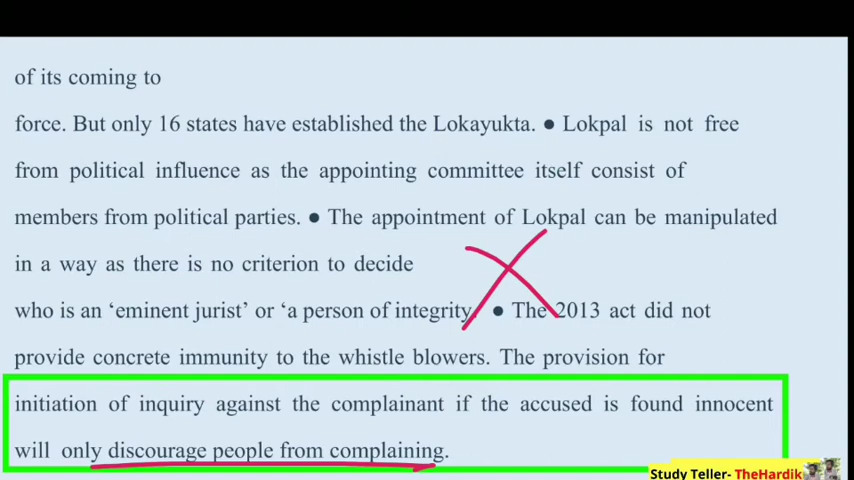 of its coming to
force. But only 16 states have established the Lokayukta. ● Lokpal is not free
from political influence as the appointing committee itself consist of
members from political parties. ● The appointment of Lokpal can be manipulated
in a way as there is no criterion to decide
who is an ‘eminent jurist’ or ‘a person of integrity. ● The 2013 act did not
provide concrete immunity to the whistle blowers. The provision for
initiation of inquiry against the complainant if the accused is found innocent
will only discourage people from complaining.
Study Teller- TheHardik